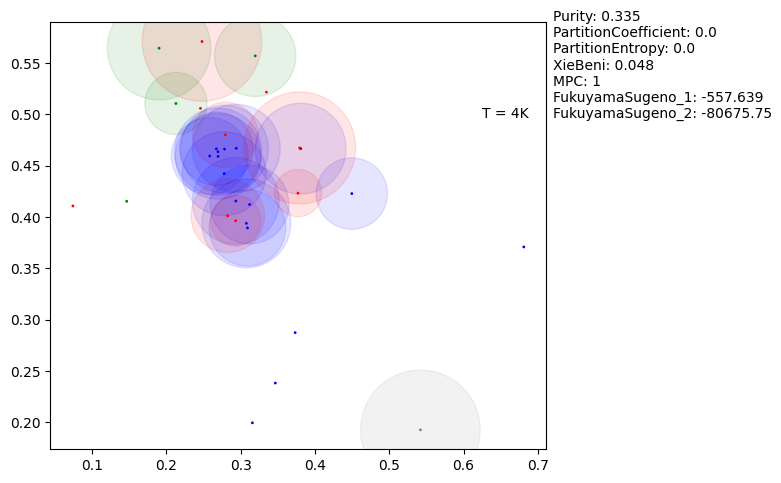 Purity: 0.335
PartitionCoefficient: 0.0
PartitionEntropy: 0.0
XieBeni: 0.048
MPC: 1
FukuyamaSugeno_1: -557.639
FukuyamaSugeno_2: -80675.75
T = 4K
0.55
0.50
0.45
0.40
0.35
0.30
0.25
0.20
0.1 0.2 0.3 0.4 0.5 0.6 0.7